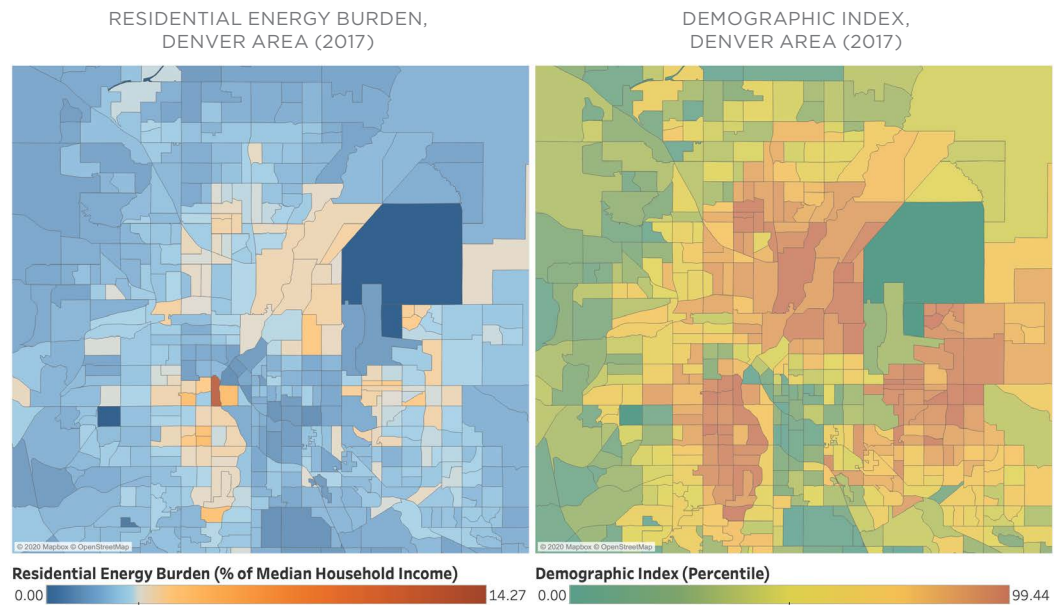 RESIDENTIAL ENERGY BURDEN,
DENVER AREA (2017)
DEMOGRAPHIC INDEX,
DENVER AREA (2017)
© 2020 Mapbox © OpenStreetMap
© 2020 Mapbox © OpenStreetMap
Residential Energy Burden (% of Median Household Income)
0.00 14.27
Demographic Index (Percentile)
0.00 99.44